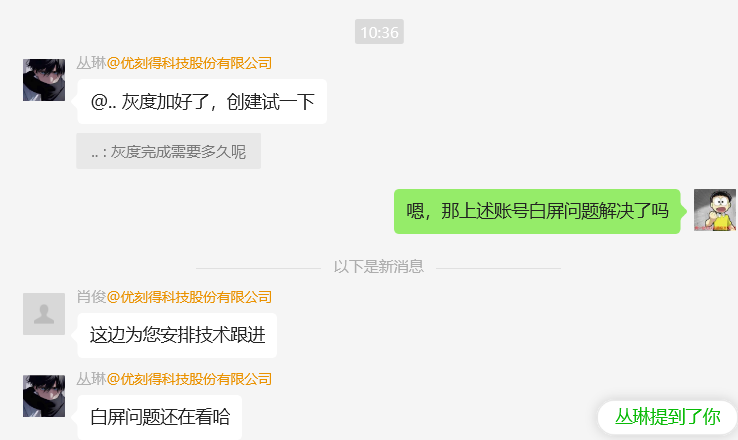 10:36
丛琳@优刻得科技股份有限公司
@.. 灰度加好了，创建试一下
.. : 灰度完成需要多久呢
嗯，那上述账号白屏问题解决了吗
以下是新消息
肖俊@优刻得科技股份有限公司
这边为您安排技术跟进
丛琳@优刻得科技股份有限公司
白屏问题还在看哈
丛琳提到了你